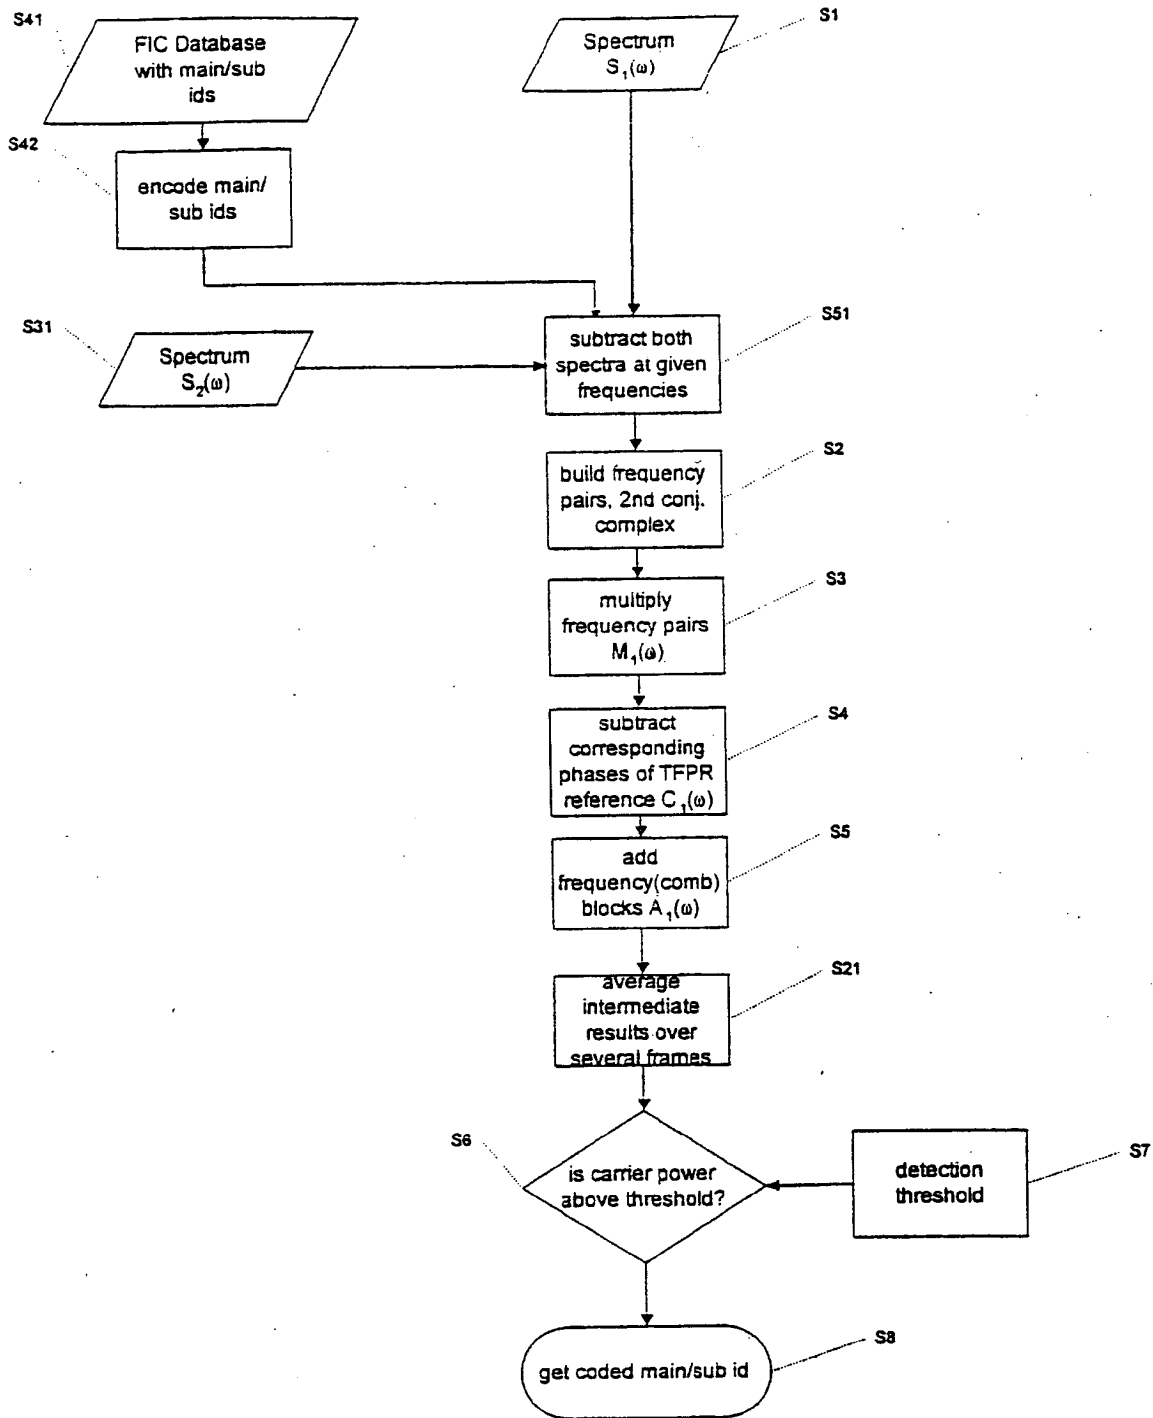 S41
FIC Database
with main/sub
ids
S1
Spectrum
S₁(ω)
S42
encode main/
sub ids
S31
Spectrum
S₂(ω)
S51
subtract both
spectra at given
frequencies
S2
build frequency
pairs, 2nd conj.
complex
S3
multiply
frequency pairs
M₁(ω)
S4
subtract
corresponding
phases of TFPR
reference C₁(ω)
S5
add
frequency(comb)
blocks A₁(ω)
S21
average
intermediate
results over
several frames
S6
is carrier power
above threshold?
S7
detection
threshold
S8
get coded main/sub id